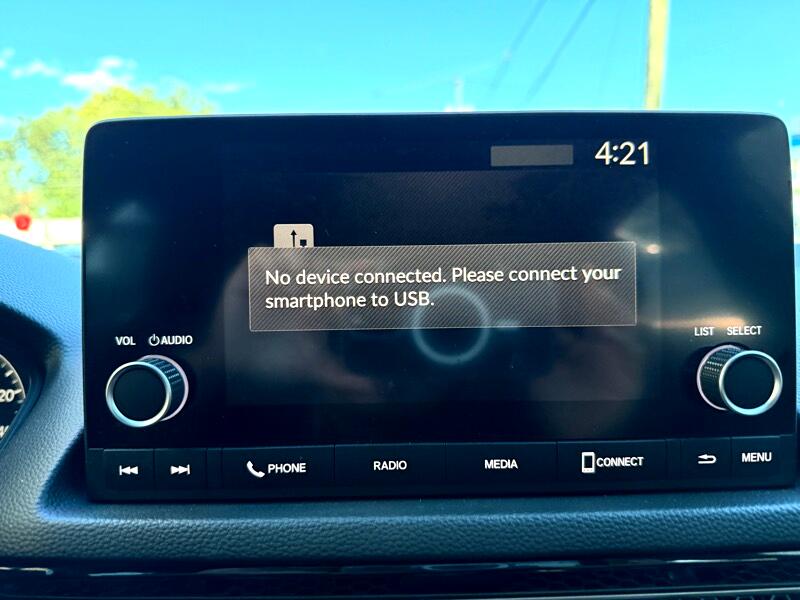 4:21
No device connected. Please connect your
smartphone to USB.
VOL AUDIO
LIST SELECT
20
PHONE RADIO MEDIA CONNECT MENU